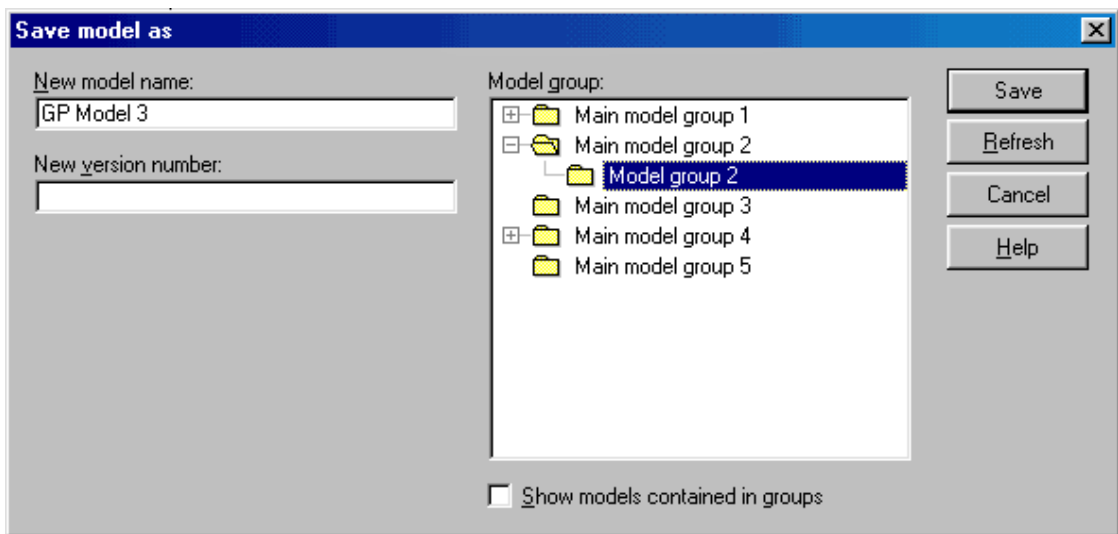 Save model as
New model name:
GP Model 3
New version number:
Model group:
Main model group 1
Main model group 2
Model group 2
Main model group 3
Main model group 4
Main model group 5
Show models contained in groups
Save
Refresh
Cancel
Help